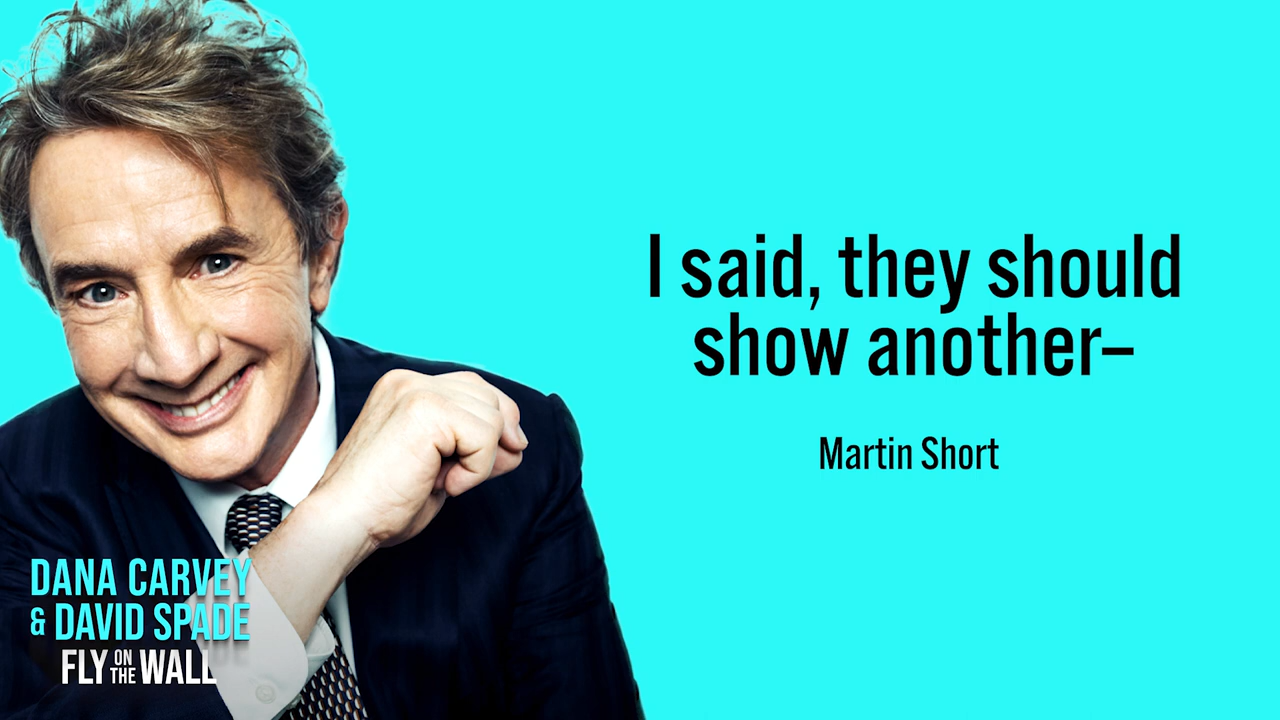 I said, they should
show another–
Martin Short
DANA CARVEY
& DAVID SPADE
FLY ON THE WALL